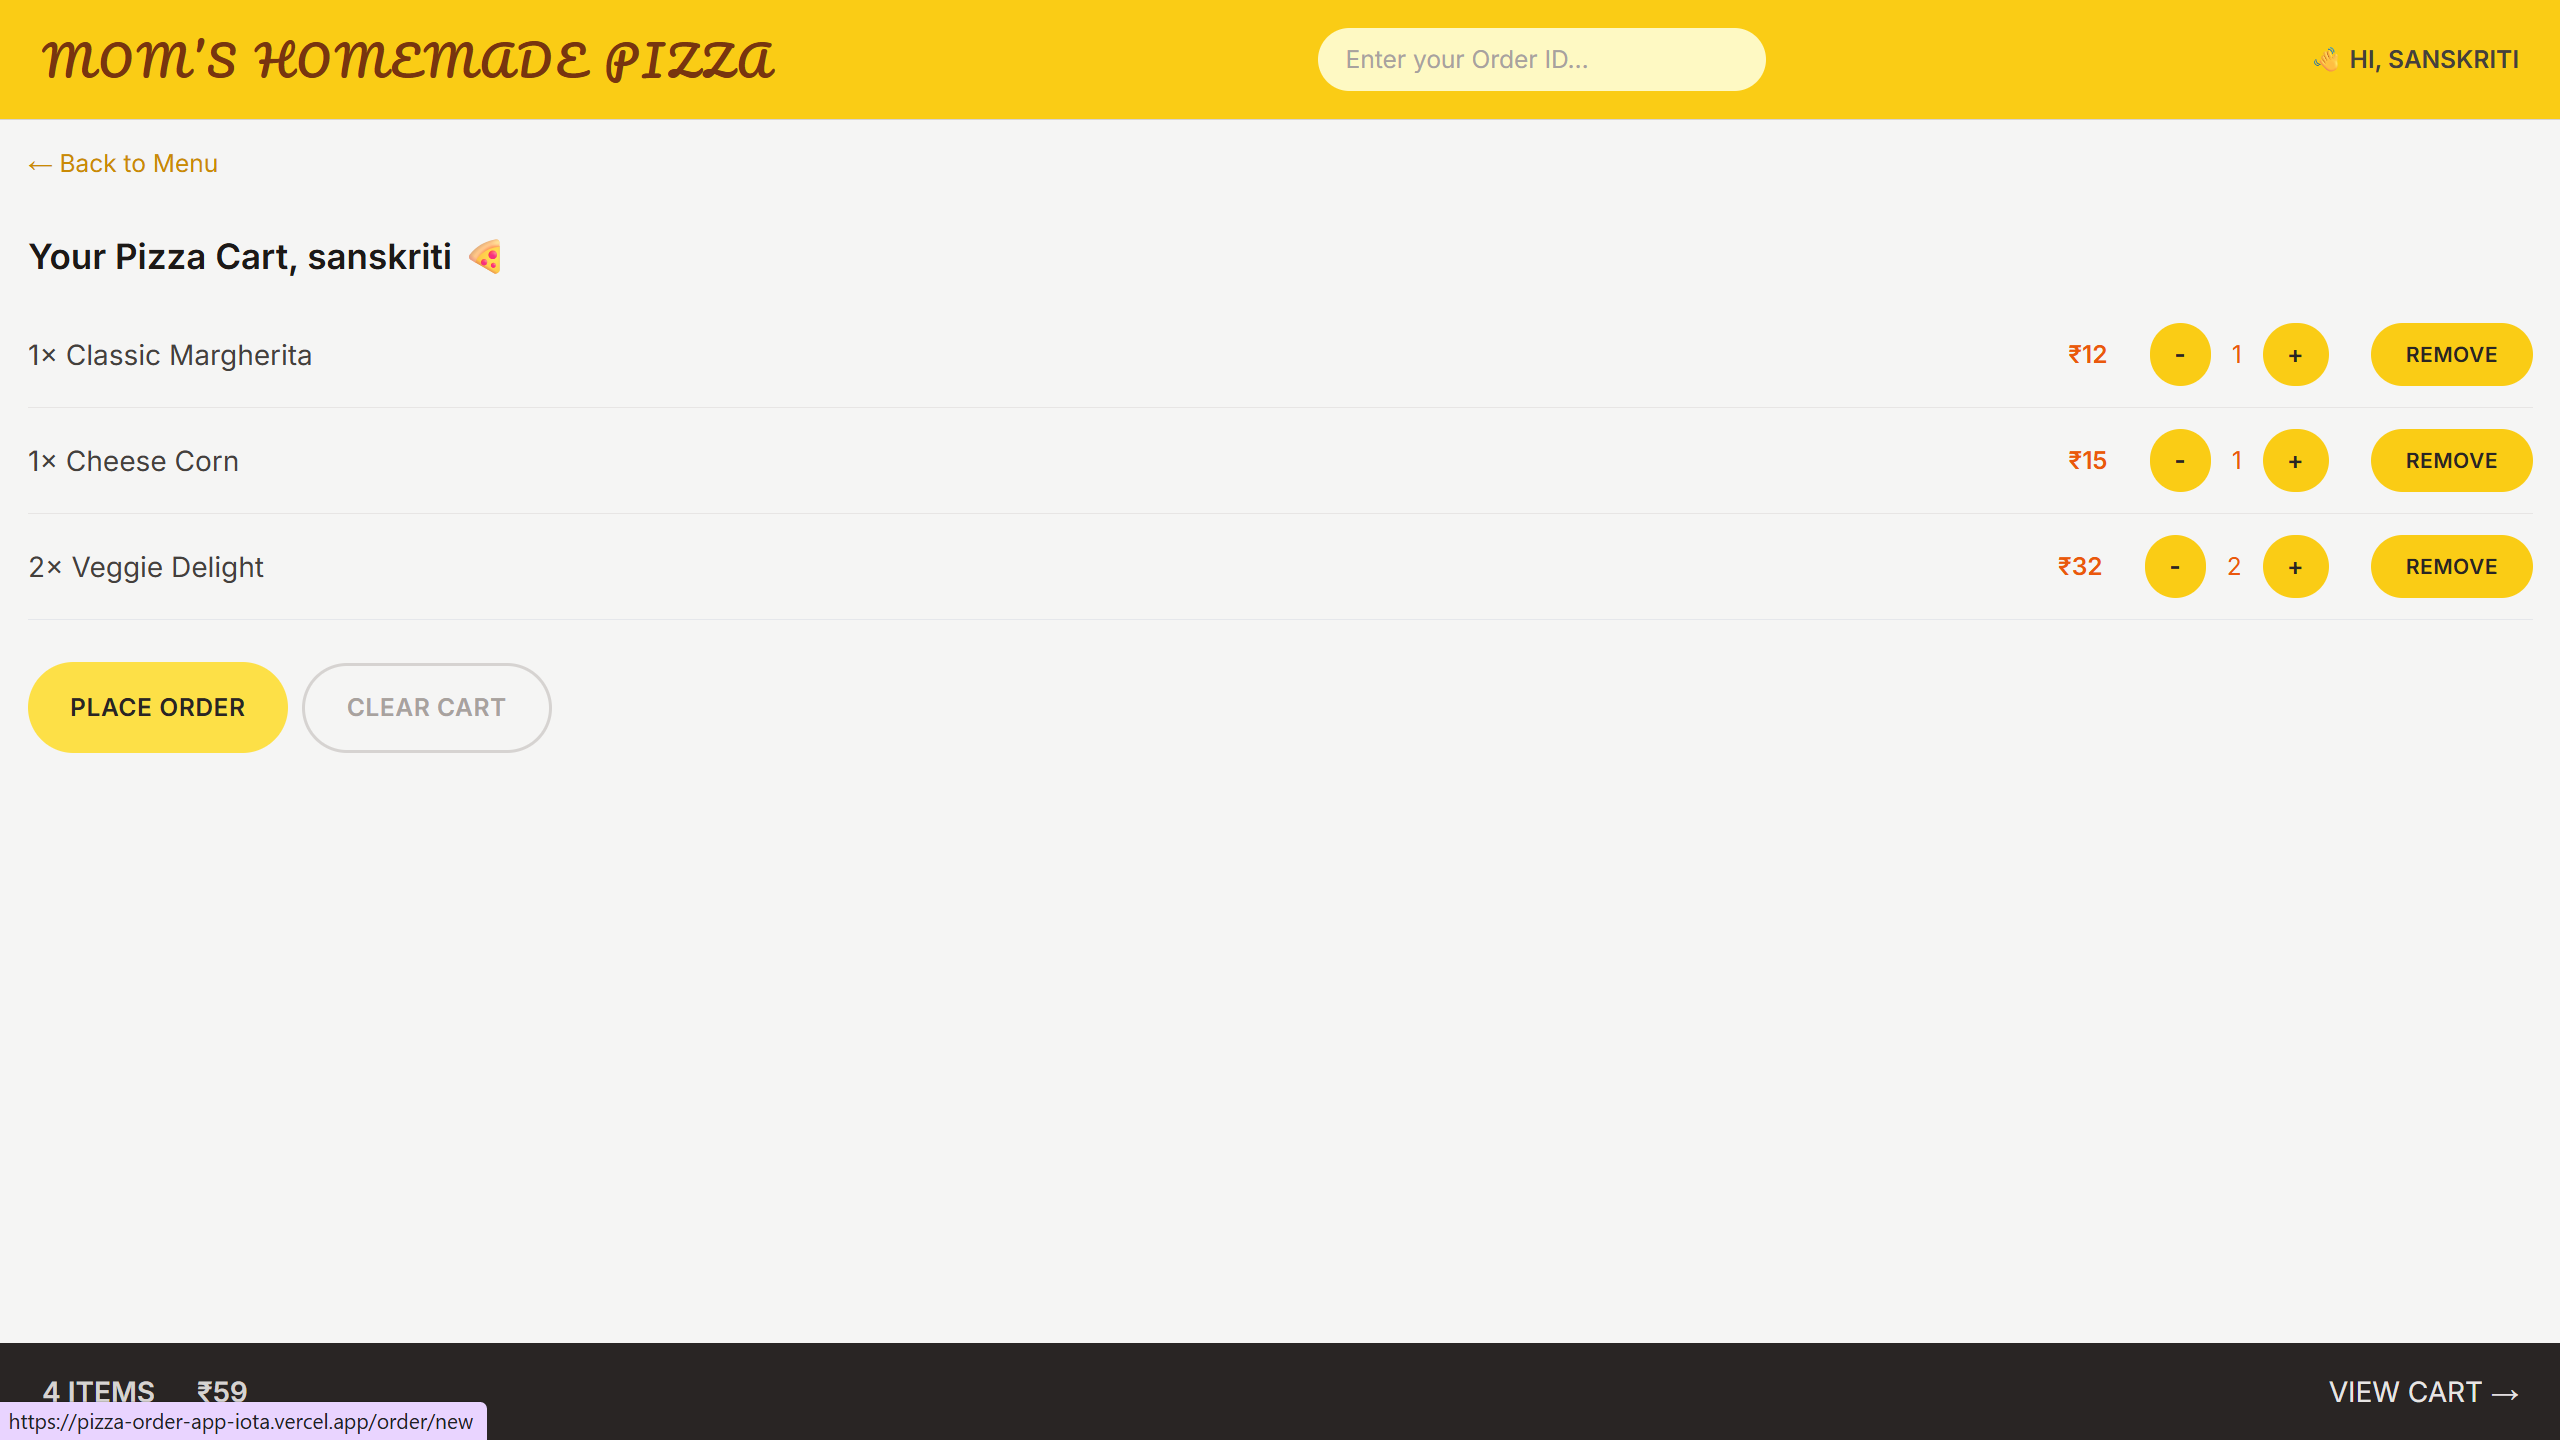 MOM'S HOMEMADE PIZZA
Enter your Order ID...
👋 HI, SANSKRITI
← Back to Menu
Your Pizza Cart, sanskriti 🍕
1× Classic Margherita ₹12 - 1 + REMOVE
1× Cheese Corn ₹15 - 1 + REMOVE
2× Veggie Delight ₹32 - 2 + REMOVE
PLACE ORDER CLEAR CART
4 ITEMS ₹59 VIEW CART →
https://pizza-order-app-iota.vercel.app/order/new